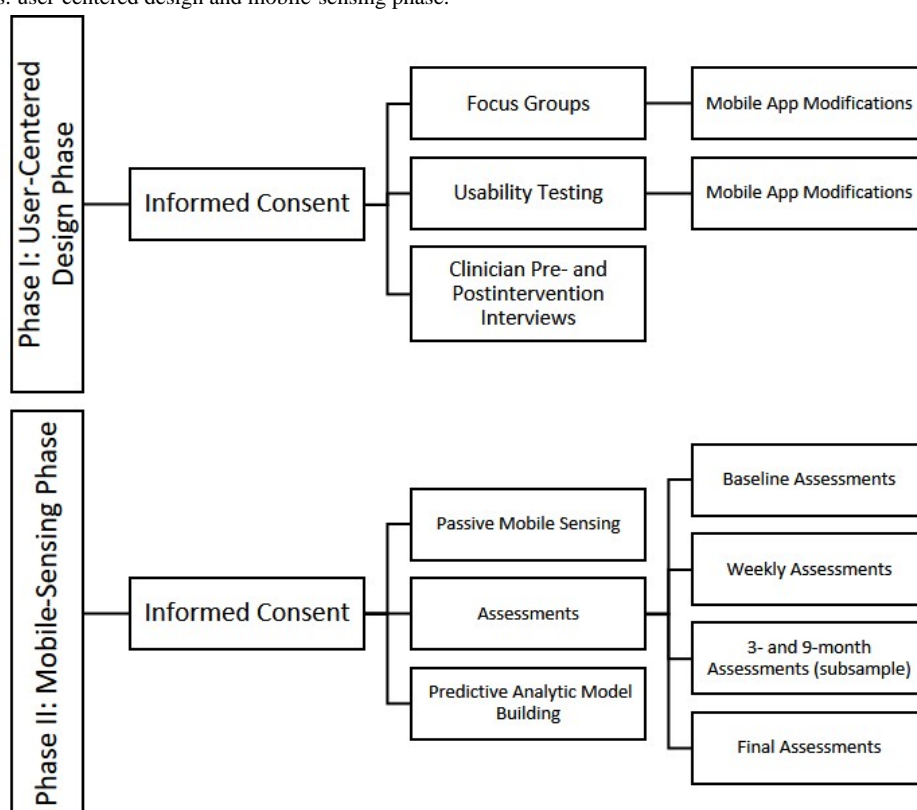 s: user-centered design and mobile-sensing phase.
Phase I: User-Centered
Design Phase
Informed Consent
Focus Groups
Mobile App Modifications
Usability Testing
Mobile App Modifications
Clinician Pre- and
Postintervention
Interviews
Phase II: Mobile-Sensing Phase
Informed Consent
Passive Mobile Sensing
Assessments
Predictive Analytic Model
Building
Baseline Assessments
Weekly Assessments
3- and 9-month
Assessments (subsample)
Final Assessments